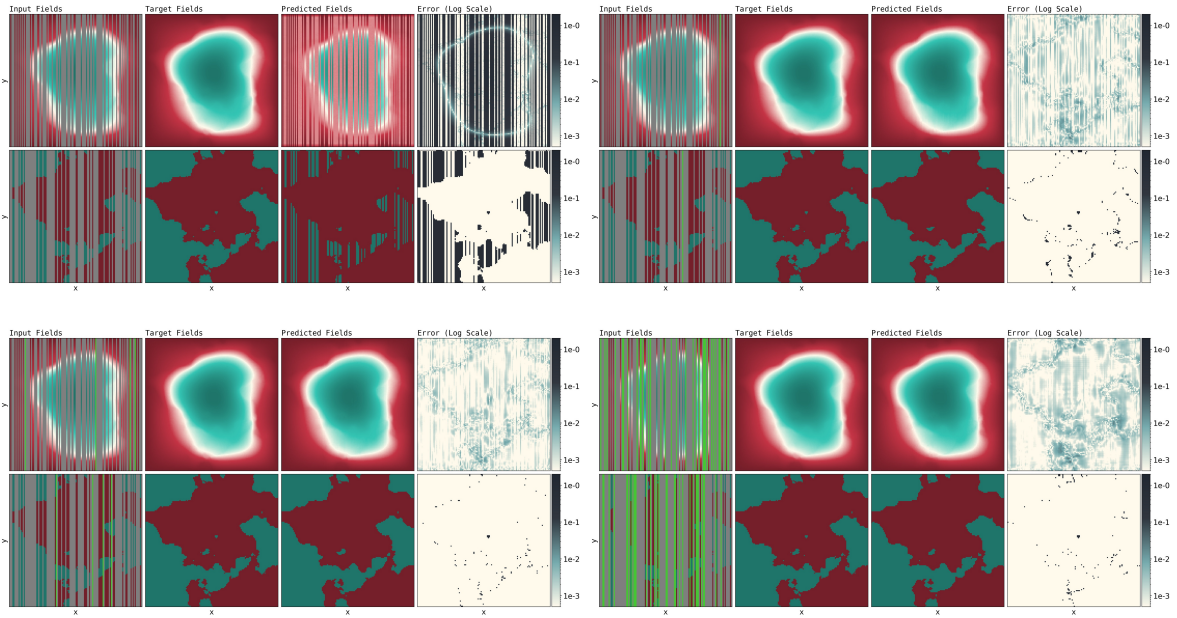 Input Fields Target Fields Predicted Fields Error (Log Scale) Input Fields Target Fields Predicted Fields Error (Log Scale)
y 1e-0 y 1e-0
1e-1 1e-1
1e-2 1e-2
1e-3 1e-3
y 1e-0 y 1e-0
1e-1 1e-1
1e-2 1e-2
1e-3 1e-3
x x x x x x x x
Input Fields Target Fields Predicted Fields Error (Log Scale) Input Fields Target Fields Predicted Fields Error (Log Scale)
y 1e-0 y 1e-0
1e-1 1e-1
1e-2 1e-2
1e-3 1e-3
y 1e-0 y 1e-0
1e-1 1e-1
1e-2 1e-2
1e-3 1e-3
x x x x x x x x